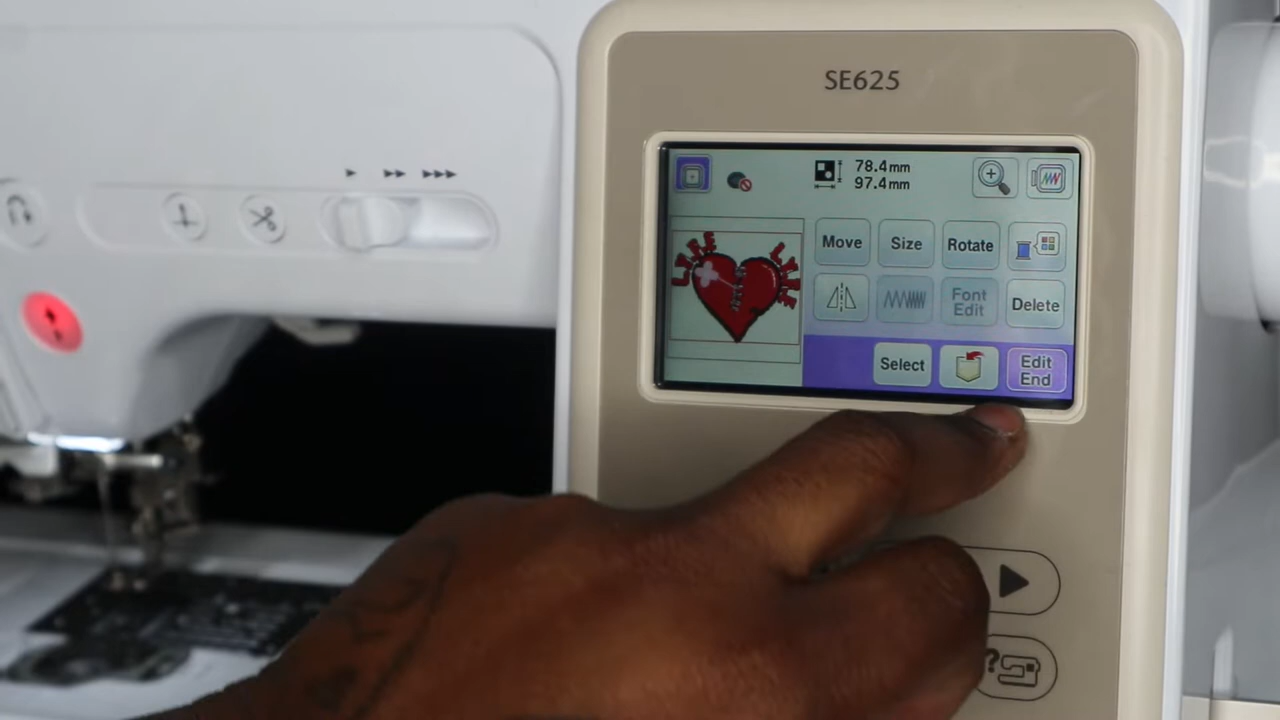 SE625
78.4mm
97.4mm
Move
Size
Rotate
Font
Edit
Delete
Select
Edit
End
?